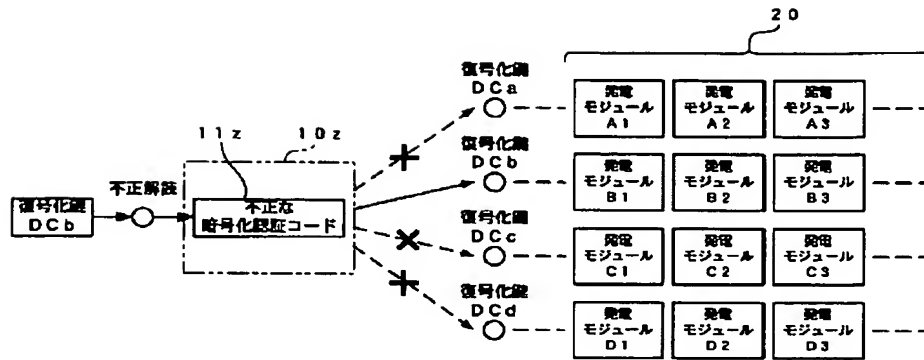 20
復号化鍵
DCa
発電
モジュール
A1
発電
モジュール
A2
発電
モジュール
A3
11z
10z
復号化鍵
DCb
発電
モジュール
B1
発電
モジュール
B2
発電
モジュール
B3
復号化鍵
DCb
不正解読
不正な
暗号化認証コード
復号化鍵
DCc
発電
モジュール
C1
発電
モジュール
C2
発電
モジュール
C3
復号化鍵
DCd
発電
モジュール
D1
発電
モジュール
D2
発電
モジュール
D3